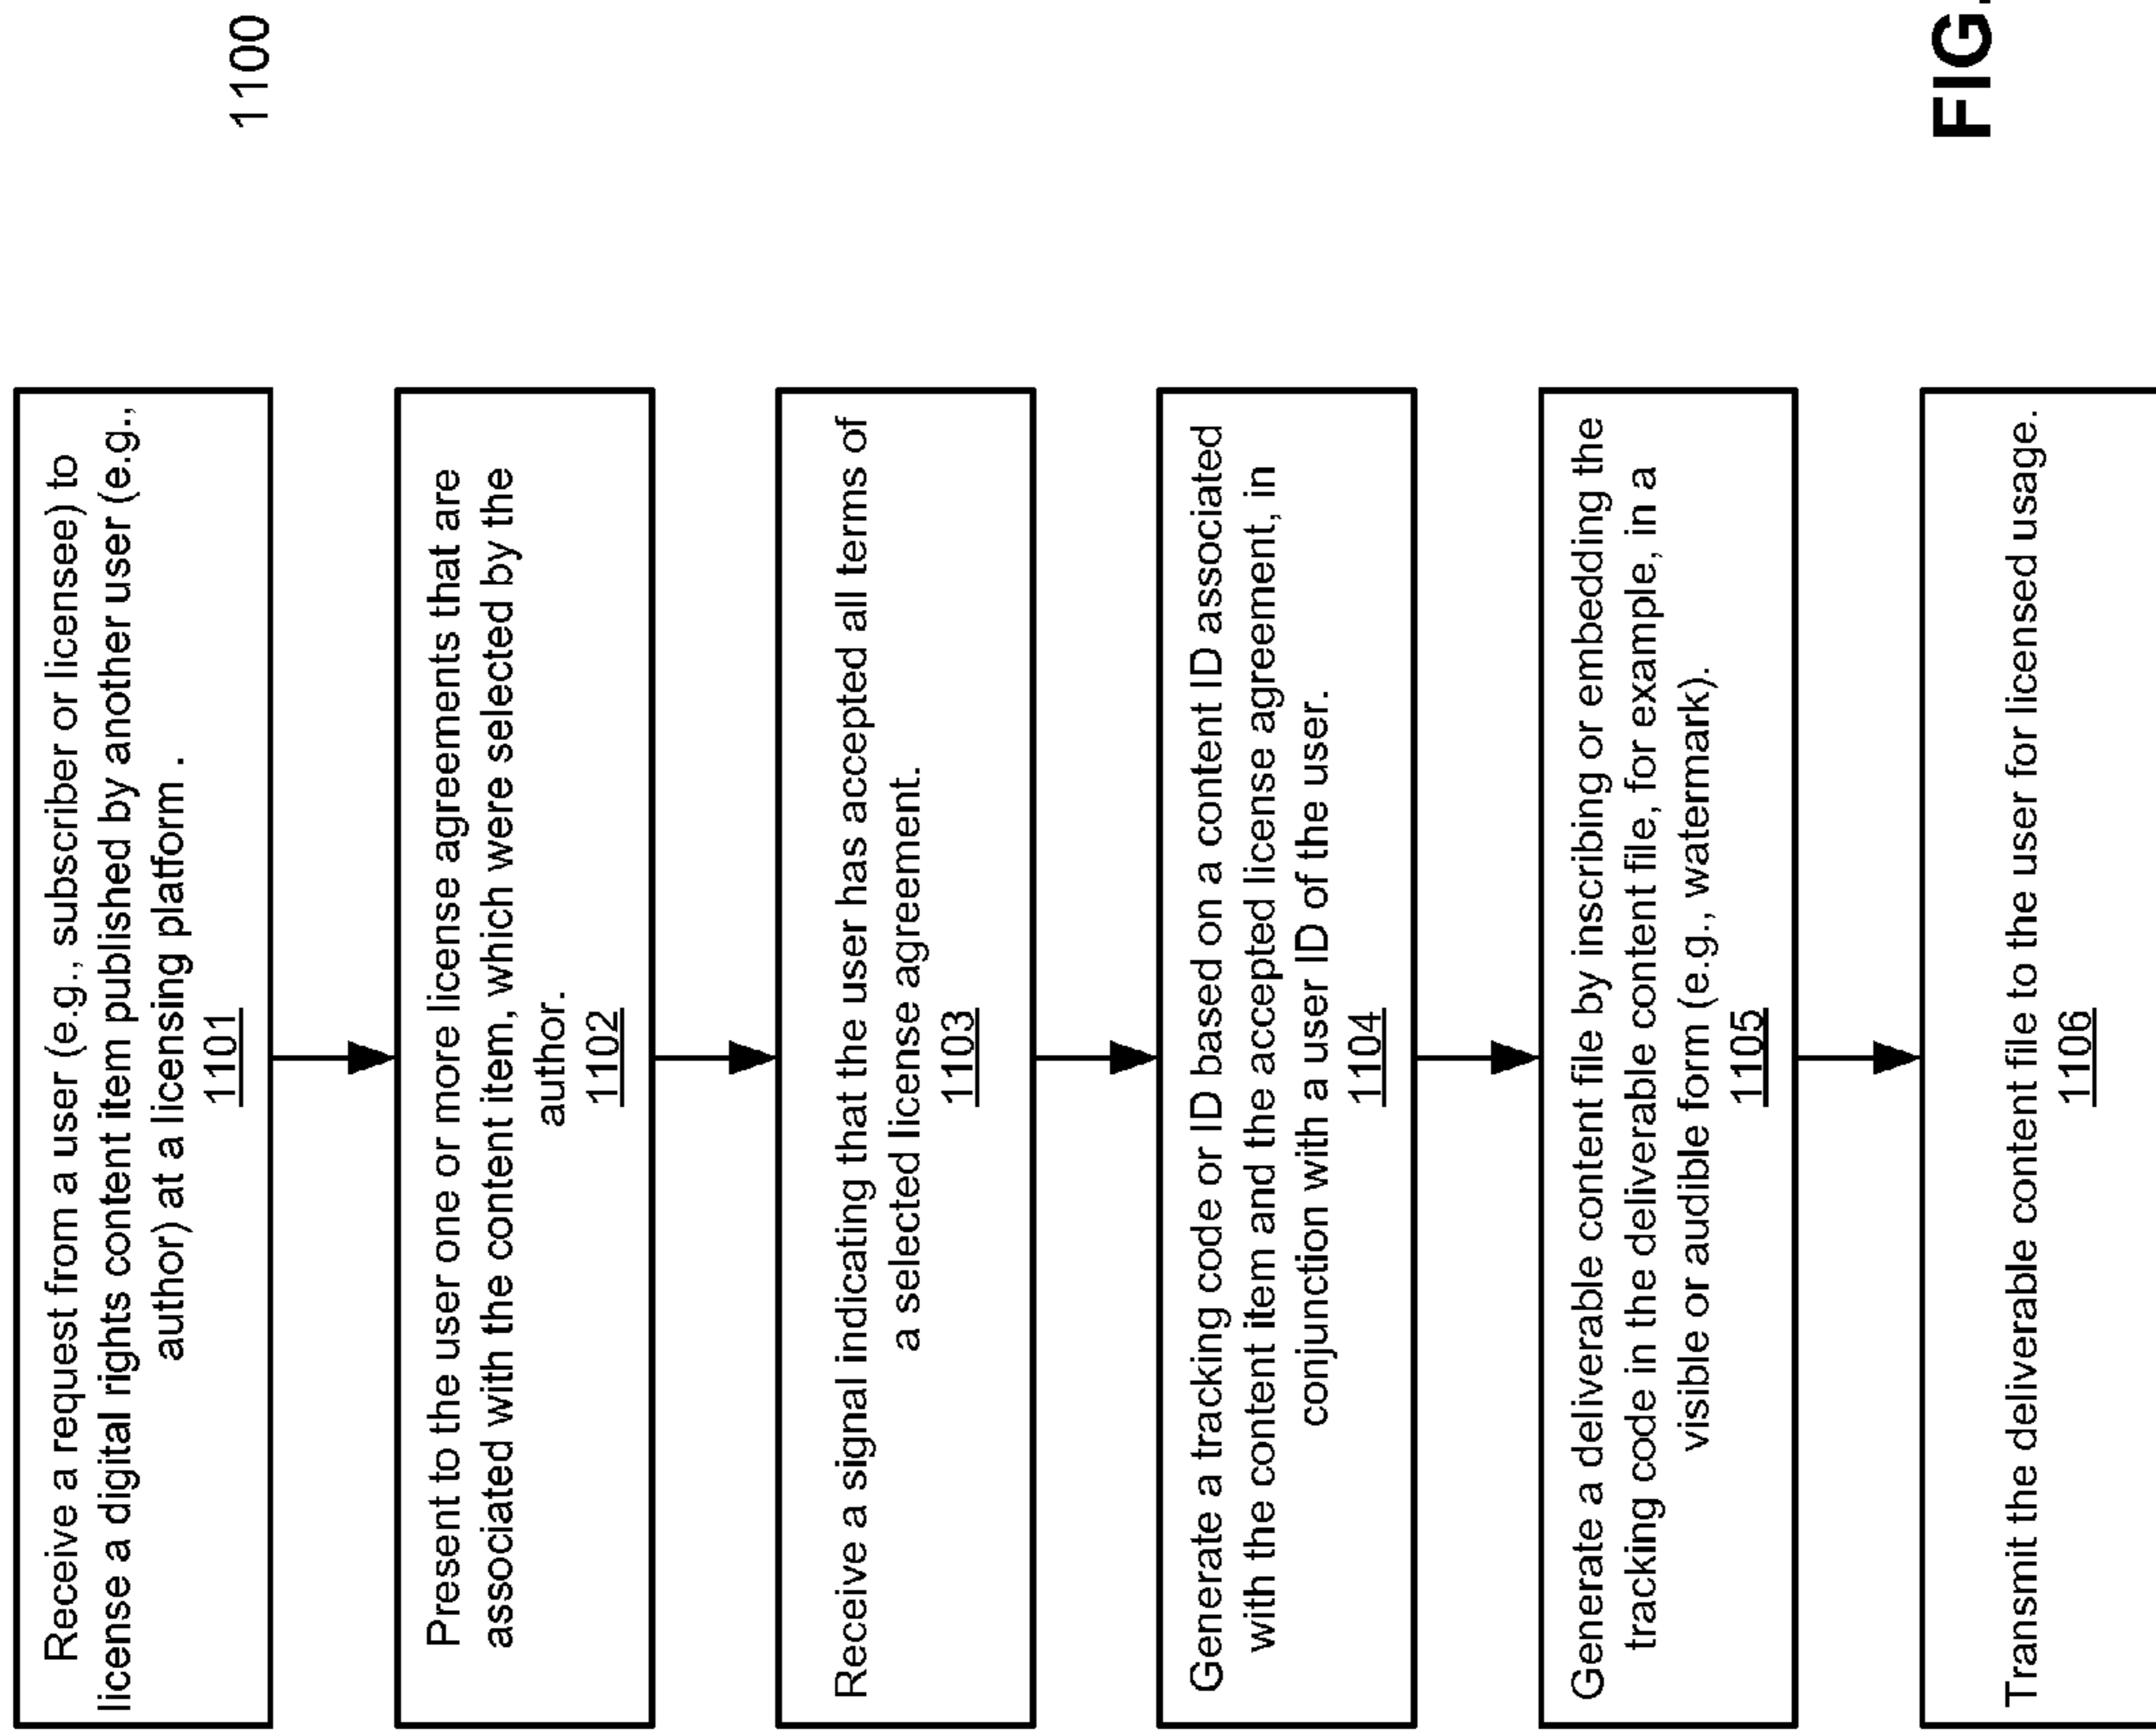 1100
Receive a request from a user (e.g., subscriber or licensee) to
license a digital rights content item published by another user (e.g.,
author) at a licensing platform .
1101
Present to the user one or more license agreements that are
associated with the content item, which were selected by the
author.
1102
Receive a signal indicating that the user has accepted all terms of
a selected license agreement.
1103
Generate a tracking code or ID based on a content ID associated
with the content item and the accepted license agreement, in
conjunction with a user ID of the user.
1104
Generate a deliverable content file by inscribing or embedding the
tracking code in the deliverable content file, for example, in a
visible or audible form (e.g., watermark).
1105
Transmit the deliverable content file to the user for licensed usage.
1106
FIG.